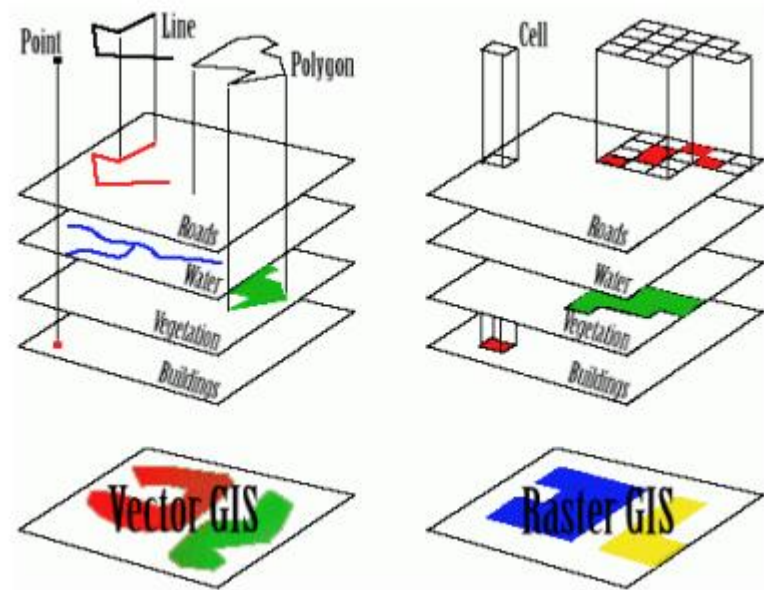 Point
Line
Polygon
Roads
Water
Vegetation
Buildings
Vector GIS
Cell
Roads
Water
Vegetation
Buildings
Raster GIS